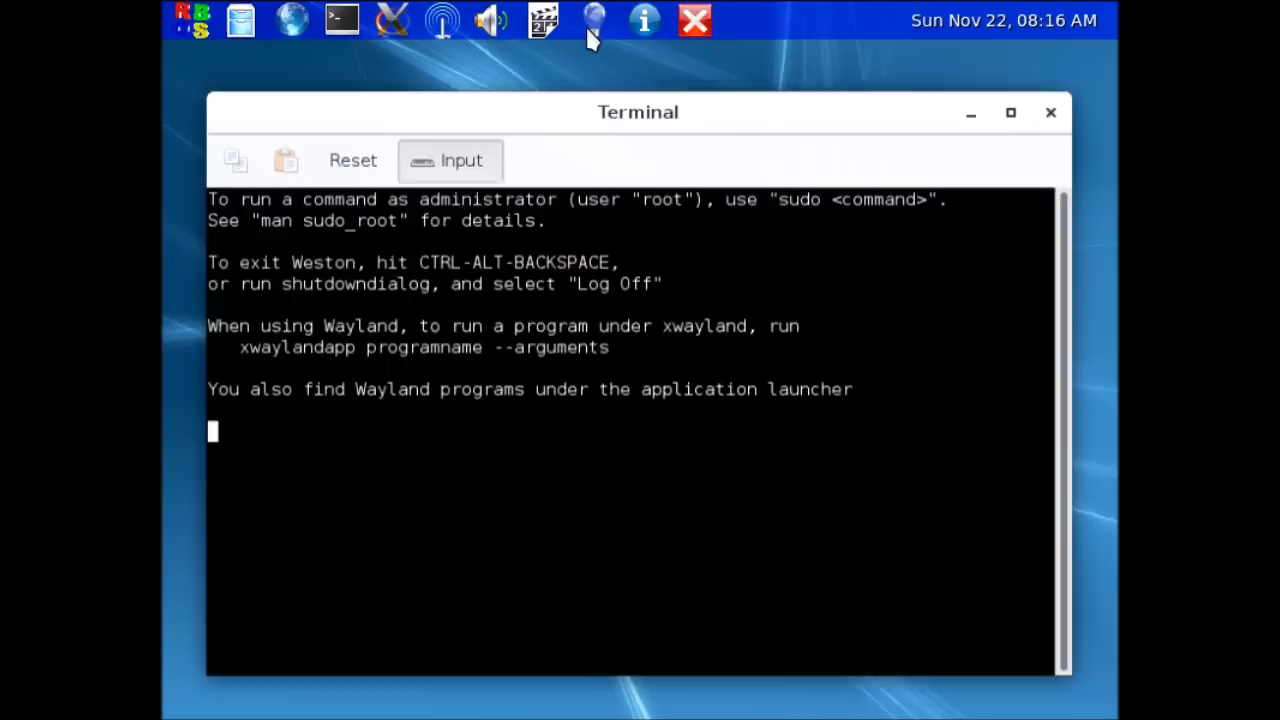 RB
OS
>_
Sun Nov 22, 08:16 AM
Terminal
Reset
Input
To run a command as administrator (user "root"), use "sudo <command>".
See "man sudo_root" for details.
To exit Weston, hit CTRL-ALT-BACKSPACE,
or run shutdowndialog, and select "Log Off"
When using Wayland, to run a program under xwayland, run
xwaylandapp programname --arguments
You also find Wayland programs under the application launcher